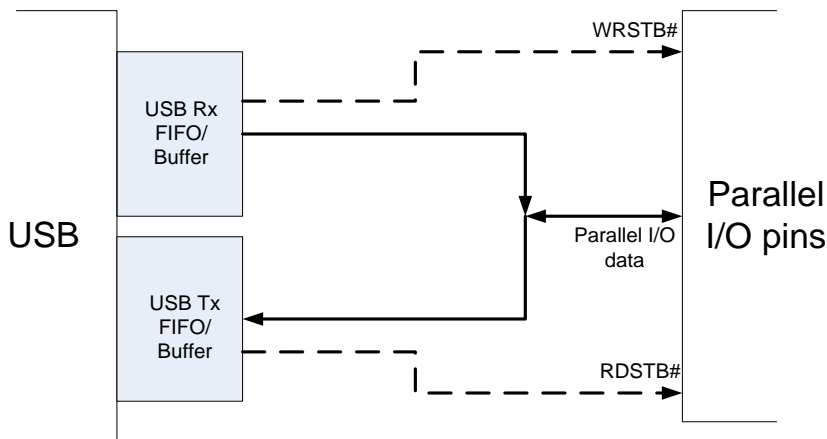 WRSTB#
USB Rx
FIFO/
Buffer
USB
Parallel
I/O pins
Parallel I/O
data
USB Tx
FIFO/
Buffer
RDSTB#